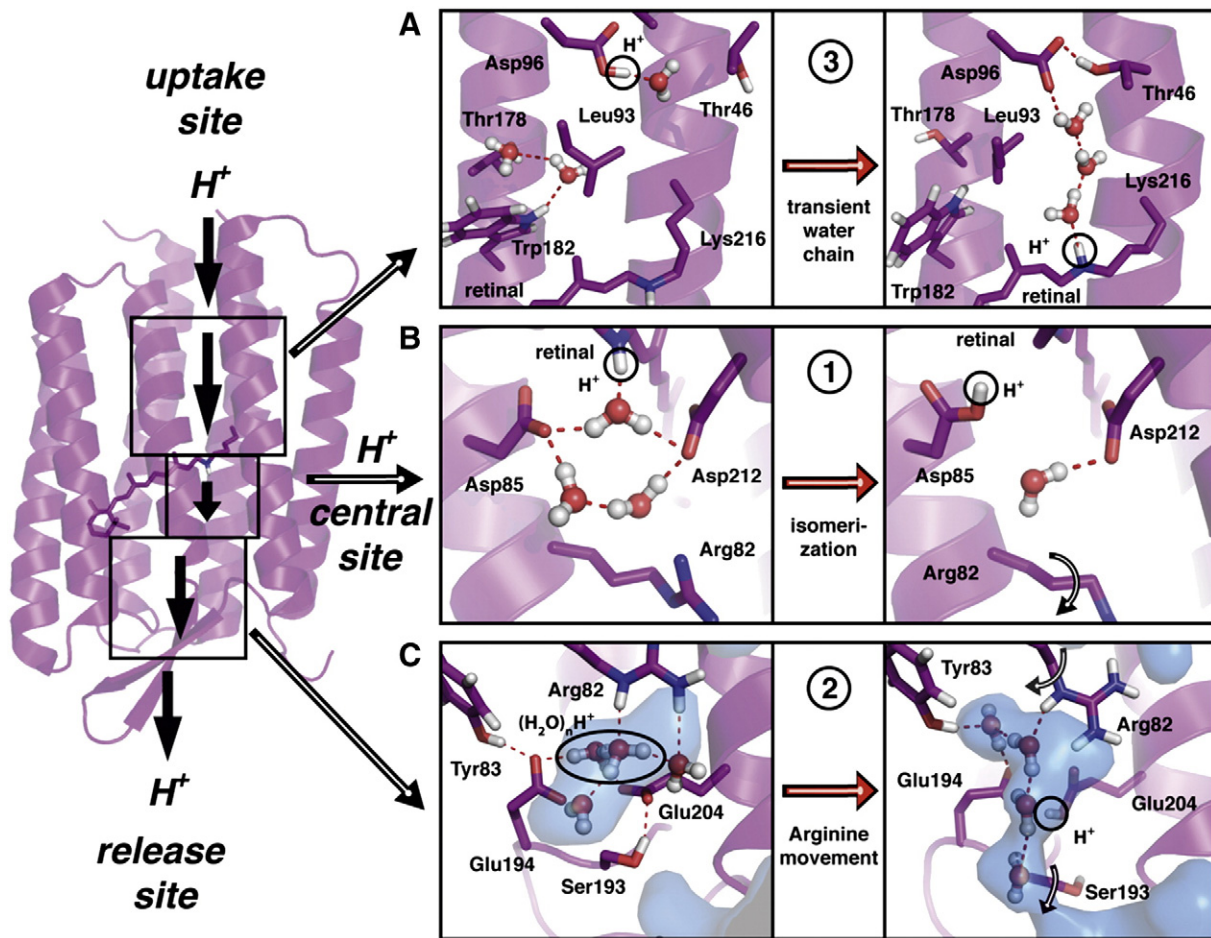 uptake
site
H+
H+
central
site
H+
release
site
A
Asp96
H+
Thr178
Leu93
Thr46
Trp182
Lys216
retinal
3
transient
water
chain
Asp96
Thr46
Thr178
Leu93
Lys216
H+
Trp182
retinal
B
retinal
H+
Asp85
Asp212
Arg82
1
isomeri-
zation
retinal
H+
Asp85
Asp212
Arg82
C
Arg82
(H2O)n H+
Tyr83
Glu204
Glu194
Ser193
2
Arginine
movement
Tyr83
Arg82
Glu194
Glu204
H+
Ser193